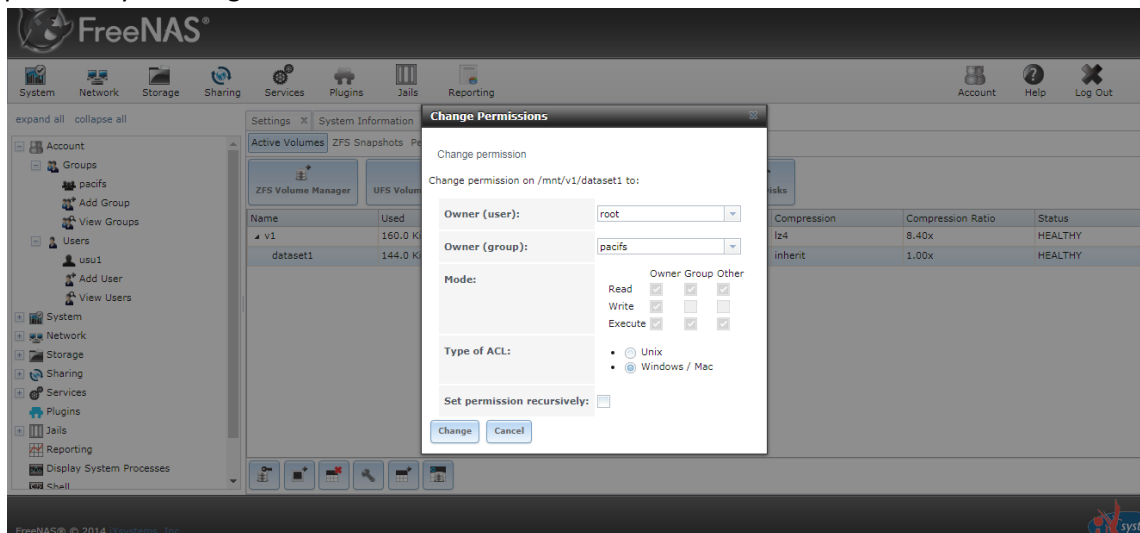 FreeNAS®
System Network Storage Sharing Services Plugins Jails Reporting Account Help Log Out
expand all collapse all
Settings X System Information
Active Volumes ZFS Snapshots
ZFS Volume Manager
UFS
Name Used Compression Compression Ratio Status
v1 160.0 lz4 8.40x HEALTHY
dataset1 144.0 inherit 1.00x HEALTHY
Account
Groups
pacifs
Add Group
View Groups
Users
usu1
Add User
View Users
System
Network
Storage
Sharing
Services
Plugins
Jails
Reporting
Display System Processes
Shell
Change Permissions
Change permission
Change permission on /mnt/v1/dataset1 to:
Owner (user): root
Owner (group): pacifs
Mode: Owner Group Other
Read
Write
Execute
Type of ACL: • Unix
• Windows / Mac
Set permission recursively:
Change Cancel
FreeNAS® © 2014 iXsystems, Inc